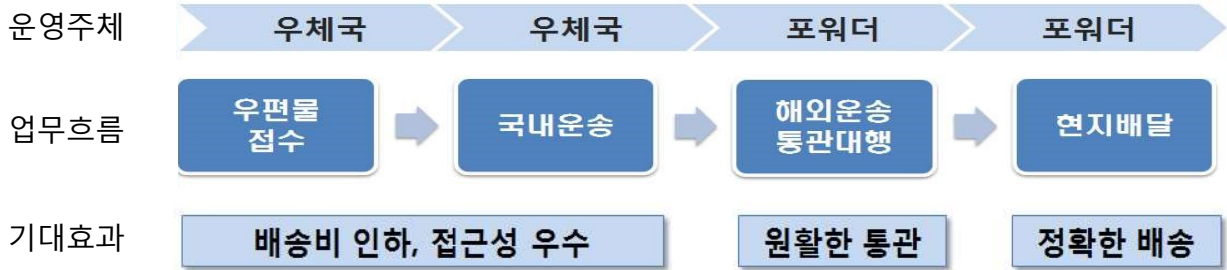 운영주체 우체국 우체국 포워더 포워더
업무흐름 우편물 접수 국내운송 해외운송 통관대행 현지배달
기대효과 배송비 인하, 접근성 우수 원활한 통관 정확한 배송